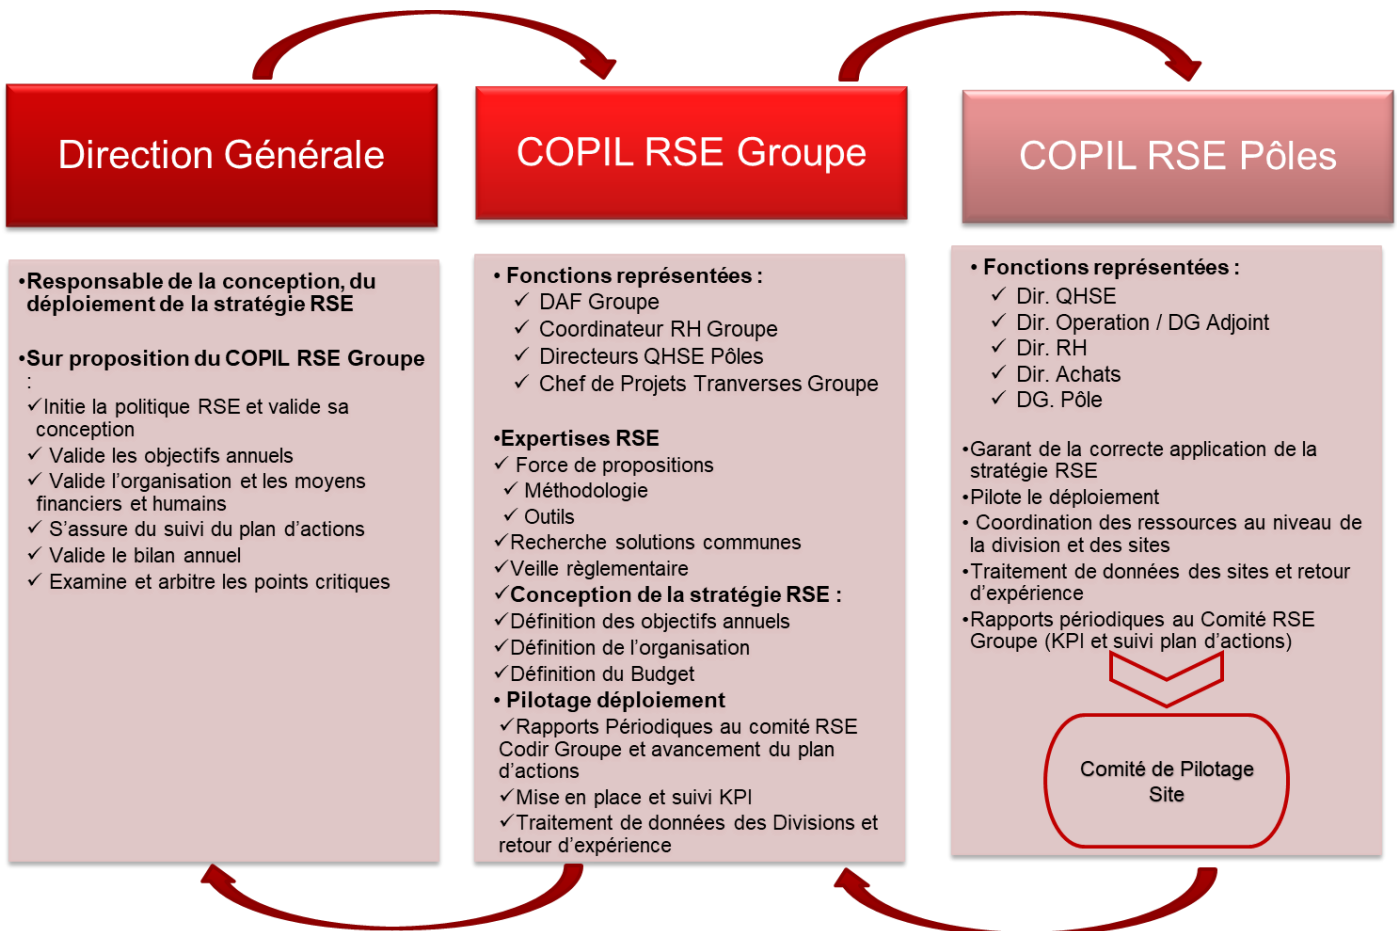 Direction Générale
COPIL RSE Groupe
COPIL RSE Pôles
•Responsable de la conception, du
déploiement de la stratégie RSE
•Sur proposition du COPIL RSE Groupe
:
✓Initie la politique RSE et valide sa
conception
✓ Valide les objectifs annuels
✓ Valide l’organisation et les moyens
financiers et humains
✓ S’assure du suivi du plan d’actions
✓ Valide le bilan annuel
✓ Examine et arbitre les points critiques
• Fonctions représentées :
✓ DAF Groupe
✓ Coordinateur RH Groupe
✓ Directeurs QHSE Pôles
✓ Chef de Projets Tranverses Groupe
•Expertises RSE
✓ Force de propositions
✓ Méthodologie
✓ Outils
✓Recherche solutions communes
✓Veille règlementaire
✓Conception de la stratégie RSE :
✓Définition des objectifs annuels
✓Définition de l’organisation
✓Définition du Budget
• Pilotage déploiement
✓Rapports Périodiques au comité RSE
Codir Groupe et avancement du plan
d’actions
✓Mise en place et suivi KPI
✓Traitement de données des Divisions et
retour d’expérience
• Fonctions représentées :
✓ Dir. QHSE
✓ Dir. Operation / DG Adjoint
✓ Dir. RH
✓ Dir. Achats
✓ DG. Pôle
•Garant de la correcte application de la
stratégie RSE
•Pilote le déploiement
• Coordination des ressources au niveau de
la division et des sites
•Traitement de données des sites et retour
d’expérience
•Rapports périodiques au Comité RSE
Groupe (KPI et suivi plan d’actions)
Comité de Pilotage
Site